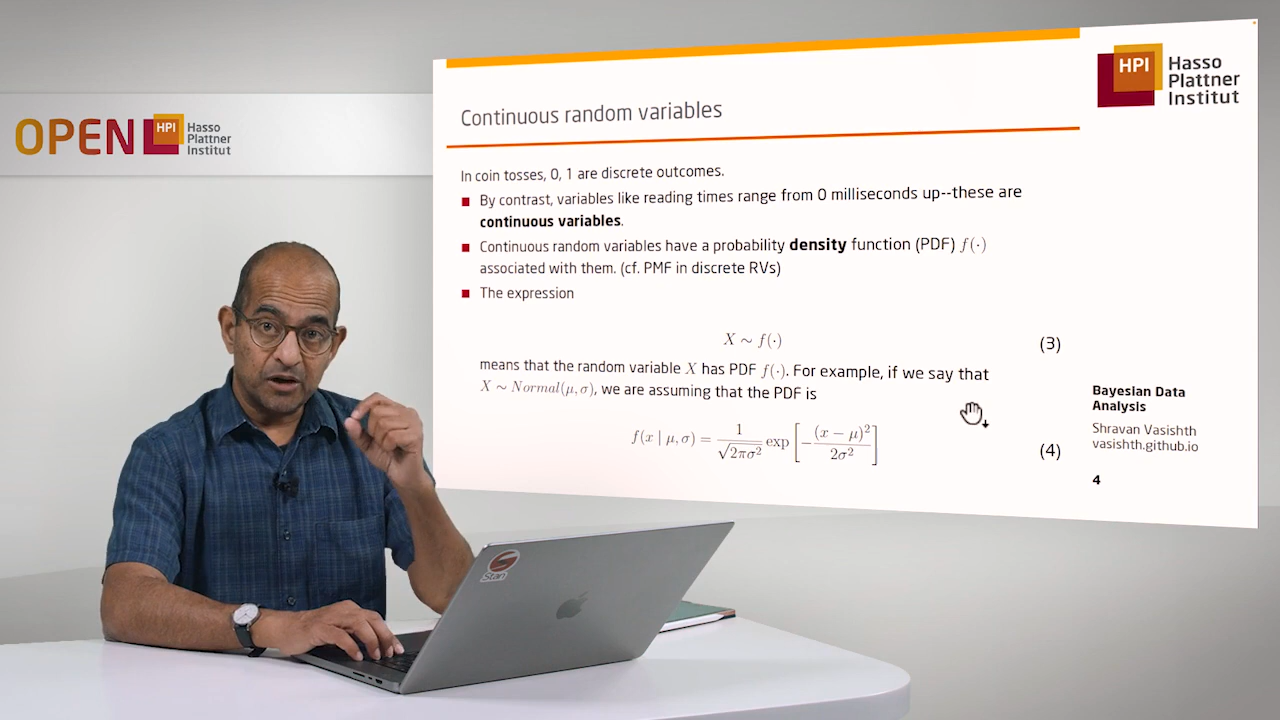 OPEN HPI Hasso
Plattner
Institut
HPI Hasso
Plattner
Institut
Continuous random variables
In coin tosses, 0, 1 are discrete outcomes.
By contrast, variables like reading times range from 0 milliseconds up--these are
continuous variables.
Continuous random variables have a probability density function (PDF) f(·)
associated with them. (cf. PMF in discrete RVs)
The expression
X ∼ f(·) (3)
means that the random variable X has PDF f(·). For example, if we say that
X ∼ Normal(μ, σ), we are assuming that the PDF is
f(x | μ, σ) = 1/√2πσ² exp [−(x − μ)²/2σ²] (4)
Bayesian Data
Analysis
Shravan Vasishth
vasishth.github.io
4
Stan